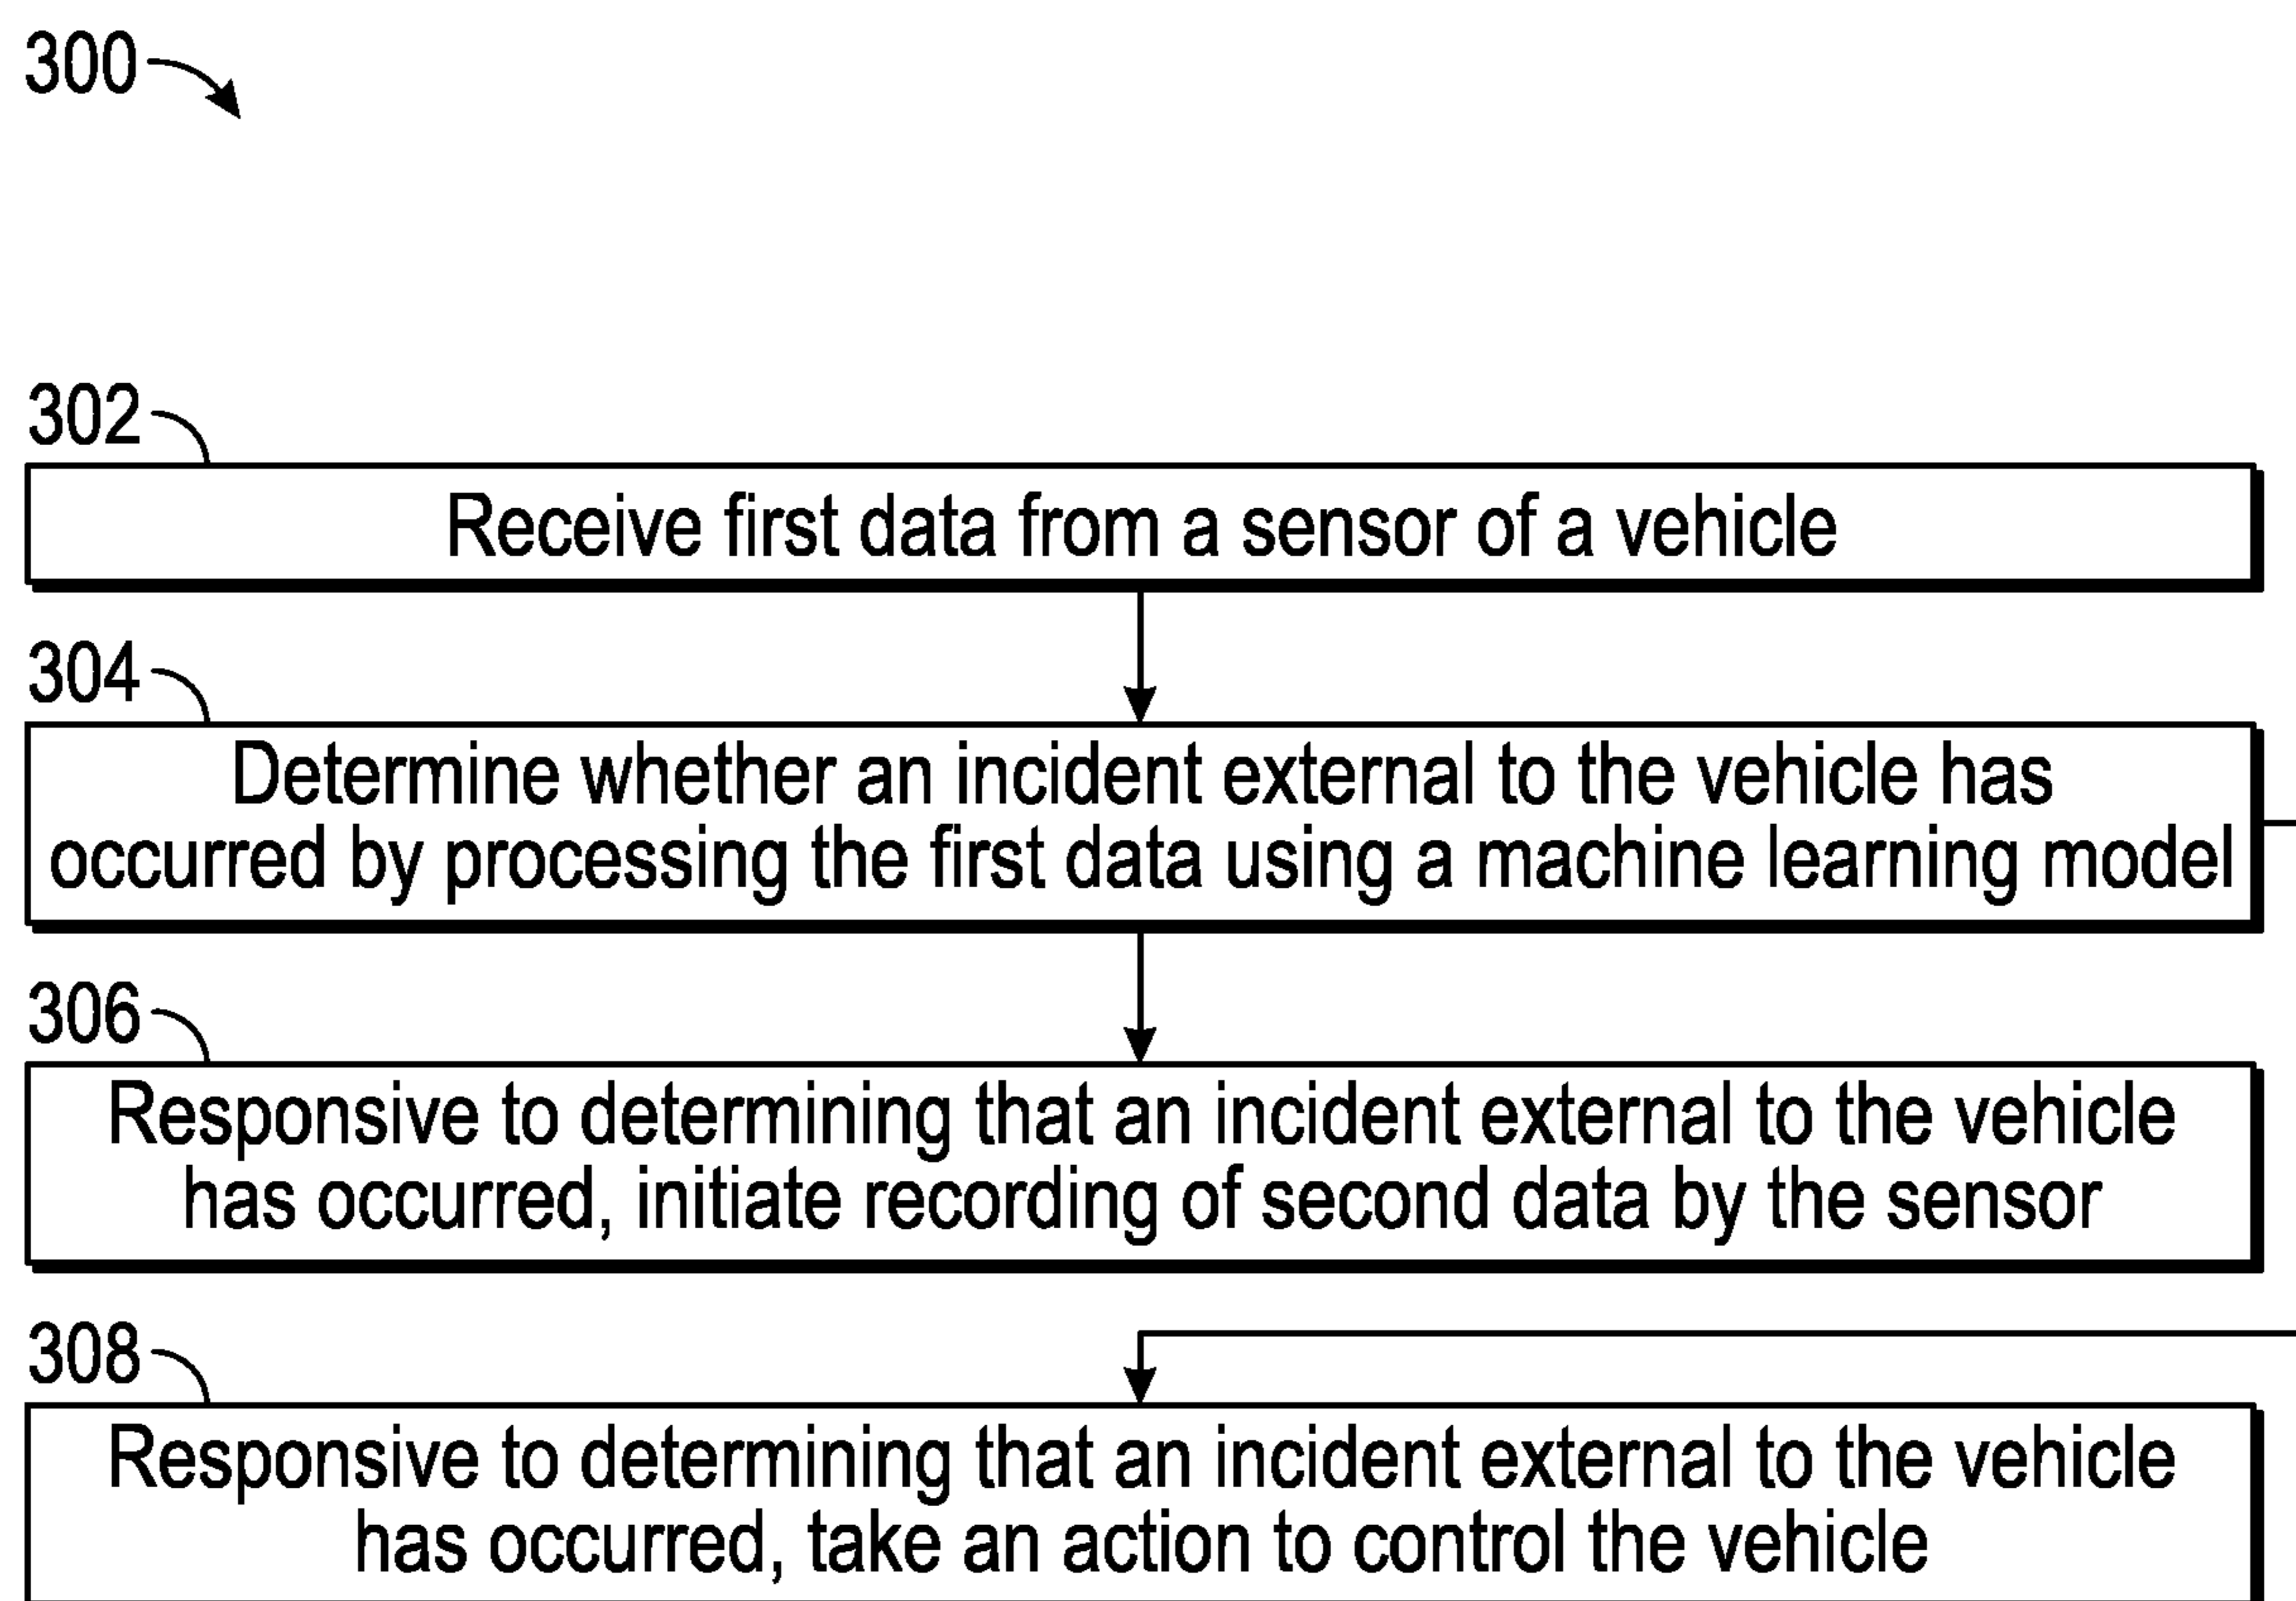 300
302
Receive first data from a sensor of a vehicle
304
Determine whether an incident external to the vehicle has
occurred by processing the first data using a machine learning model
306
Responsive to determining that an incident external to the vehicle
has occurred, initiate recording of second data by the sensor
308
Responsive to determining that an incident external to the vehicle
has occurred, take an action to control the vehicle